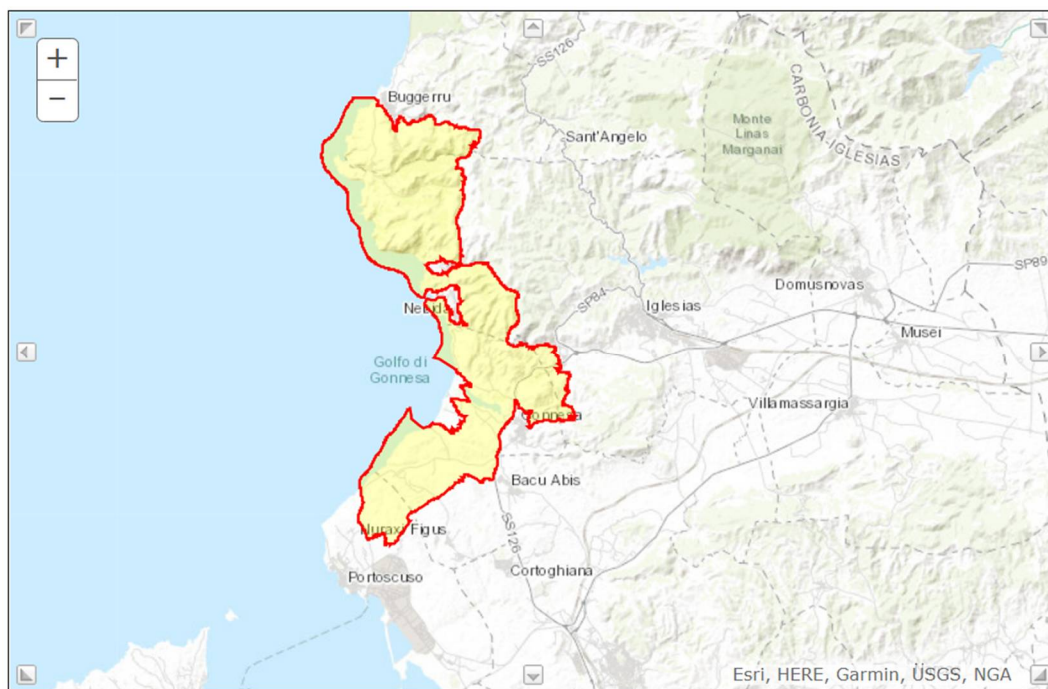 +
−
Buggerru
SS126
Sant'Angelo
Monte
Linas
Marganai
CARBONIA-IGLESIAS
SP89
Domusnovas
SP84
Iglesias
Musei
Nebida
Golfo di
Gonnesa
Villamassargia
Gonnesa
Bacu Abis
Nuraxi Figus
SS126
Cortoghiana
Portoscuso
Esri, HERE, Garmin, USGS, NGA